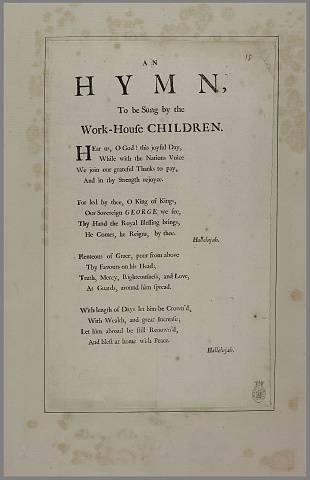 15
AN
HYMN,
To be Sung by the
Work-House CHILDREN.
HEar us, O God! this joyful Day,
While with the Nations Voice
We join our grateful Thanks to pay,
And in thy Strength rejoyce.
For led by thee, O King of Kings,
Our Sovereign GEORGE we see,
Thy Hand the Royal Blessing brings,
He Comes, he Reigns, by thee.
Hallelujah.
Plenteous of Grace, pour from above
Thy Favours on his Head,
Truth, Mercy, Righteousness, and Love,
As Guards, around him spread.
With length of Days let him be Crown'd,
With Wealth, and great Increase,
Let him abroad be still Renown'd,
And blest at home with Peace.
Hallelujah.